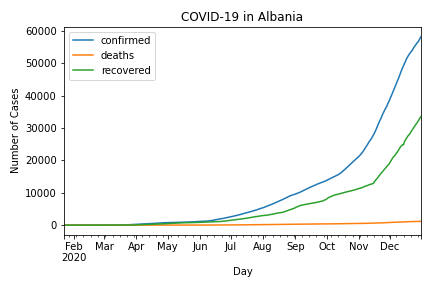 COVID-19 in Albania
confirmed
deaths
recovered
Number of Cases
60000
50000
40000
30000
20000
10000
0
Feb Mar Apr May Jun Jul Aug Sep Oct Nov Dec
2020
Day